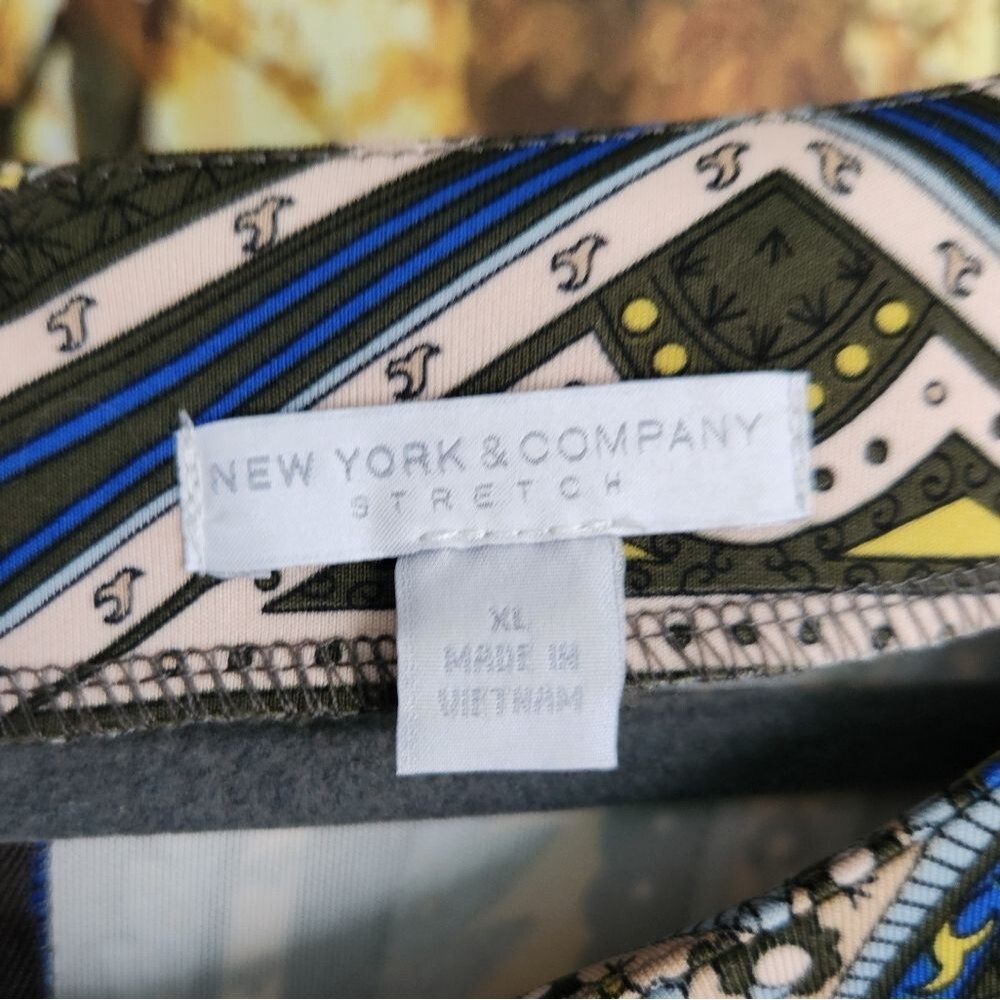 NEW YORK & COMPANY
STRETCH
XL
MADE IN
VIETNAM